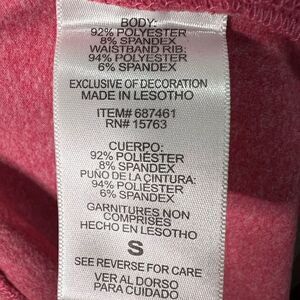 BODY:
92% POLYESTER
8% SPANDEX
WAISTBAND RIB:
94% POLYESTER
6% SPANDEX
EXCLUSIVE OF DECORATION
MADE IN LESOTHO
ITEM# 687461
RN# 15763
CUERPO:
92% POLIÉSTER
8% SPANDEX
PUNO DE LA CINTURA:
94% POLIÉSTER
6% SPANDEX
GARNITURES NON
COMPRISES
HECHO EN LESOTHO
S
SEE REVERSE FOR CARE
VER AL DORSO
PARA CUIDADO